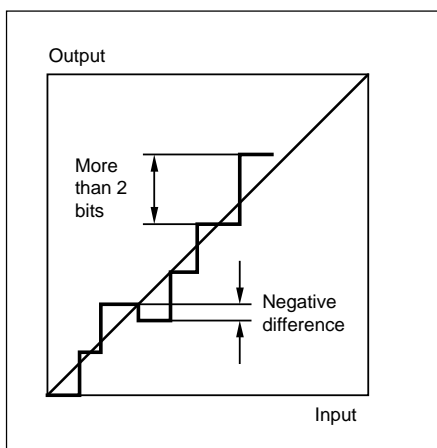 Output
More
than 2
bits
Negative
difference
Input